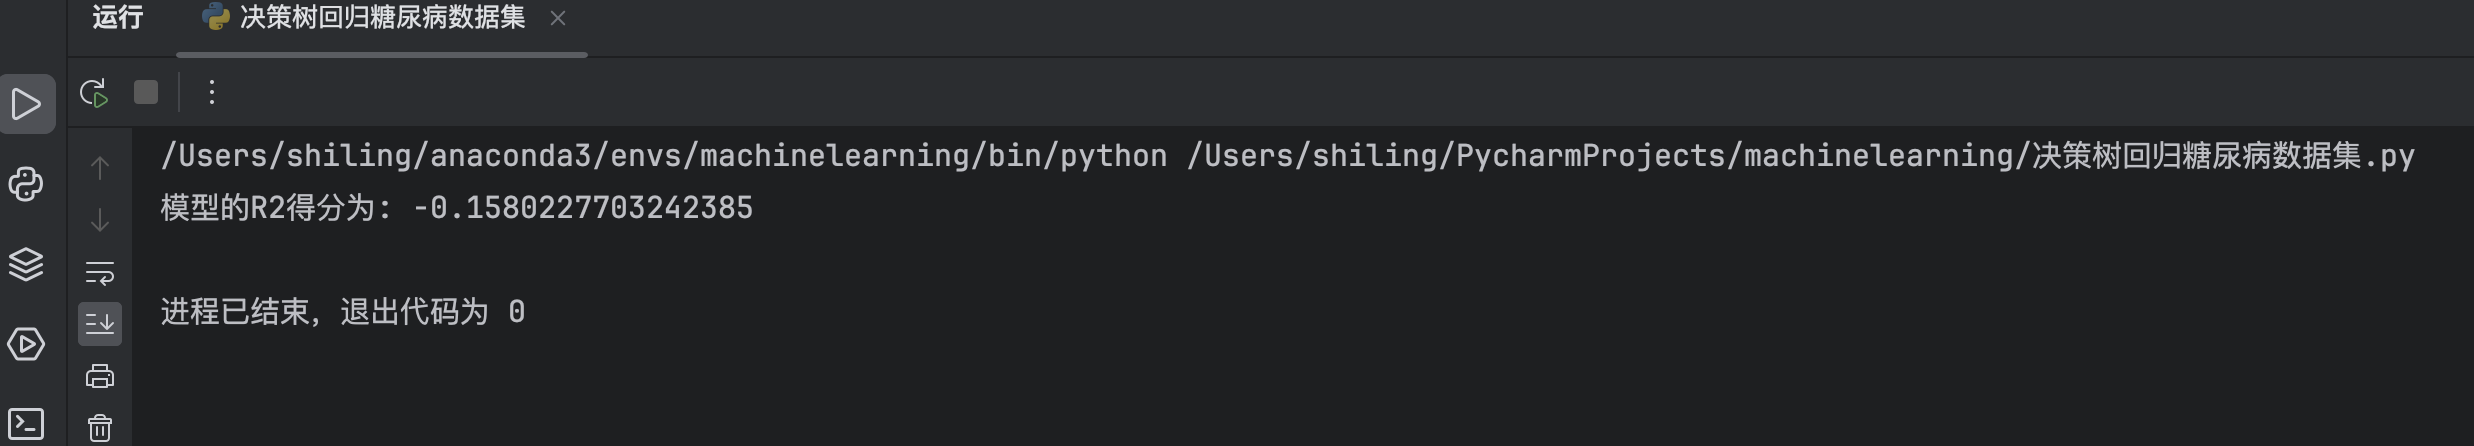 运行 决策树回归糖尿病数据集
/Users/shiling/anaconda3/envs/machinelearning/bin/python /Users/shiling/PycharmProjects/machinelearning/决策树回归糖尿病数据集.py
模型的R2得分为: -0.1580227703242385
进程已结束，退出代码为 0